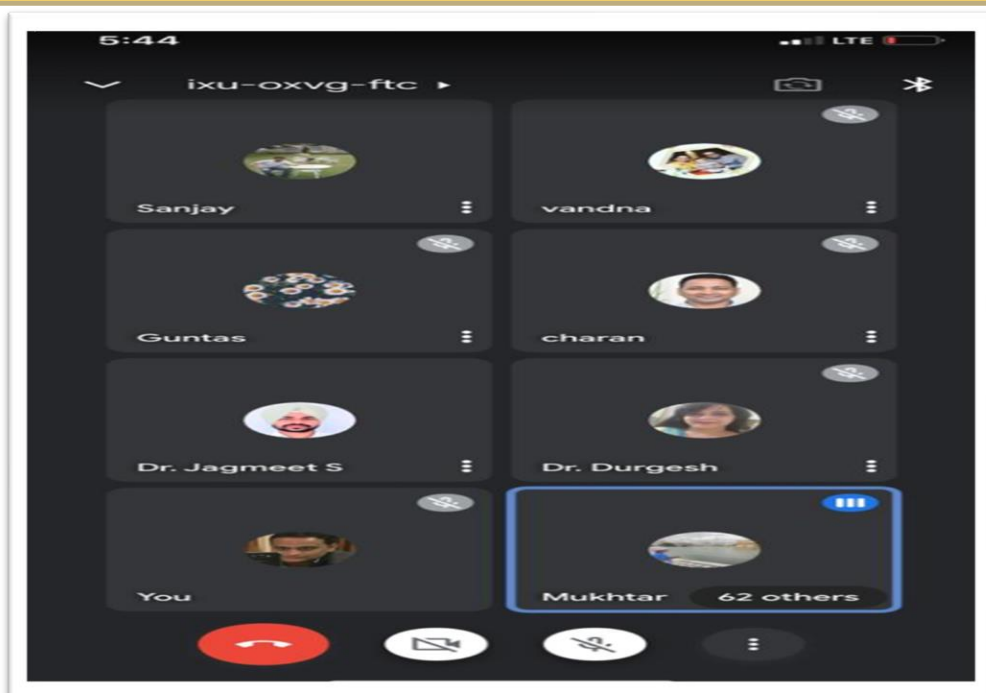 5:44 LTE
ixu-oxvg-ftc
Sanjay vandna
Guntas charan
Dr. Jagmeet S Dr. Durgesh
You Mukhtar 62 others